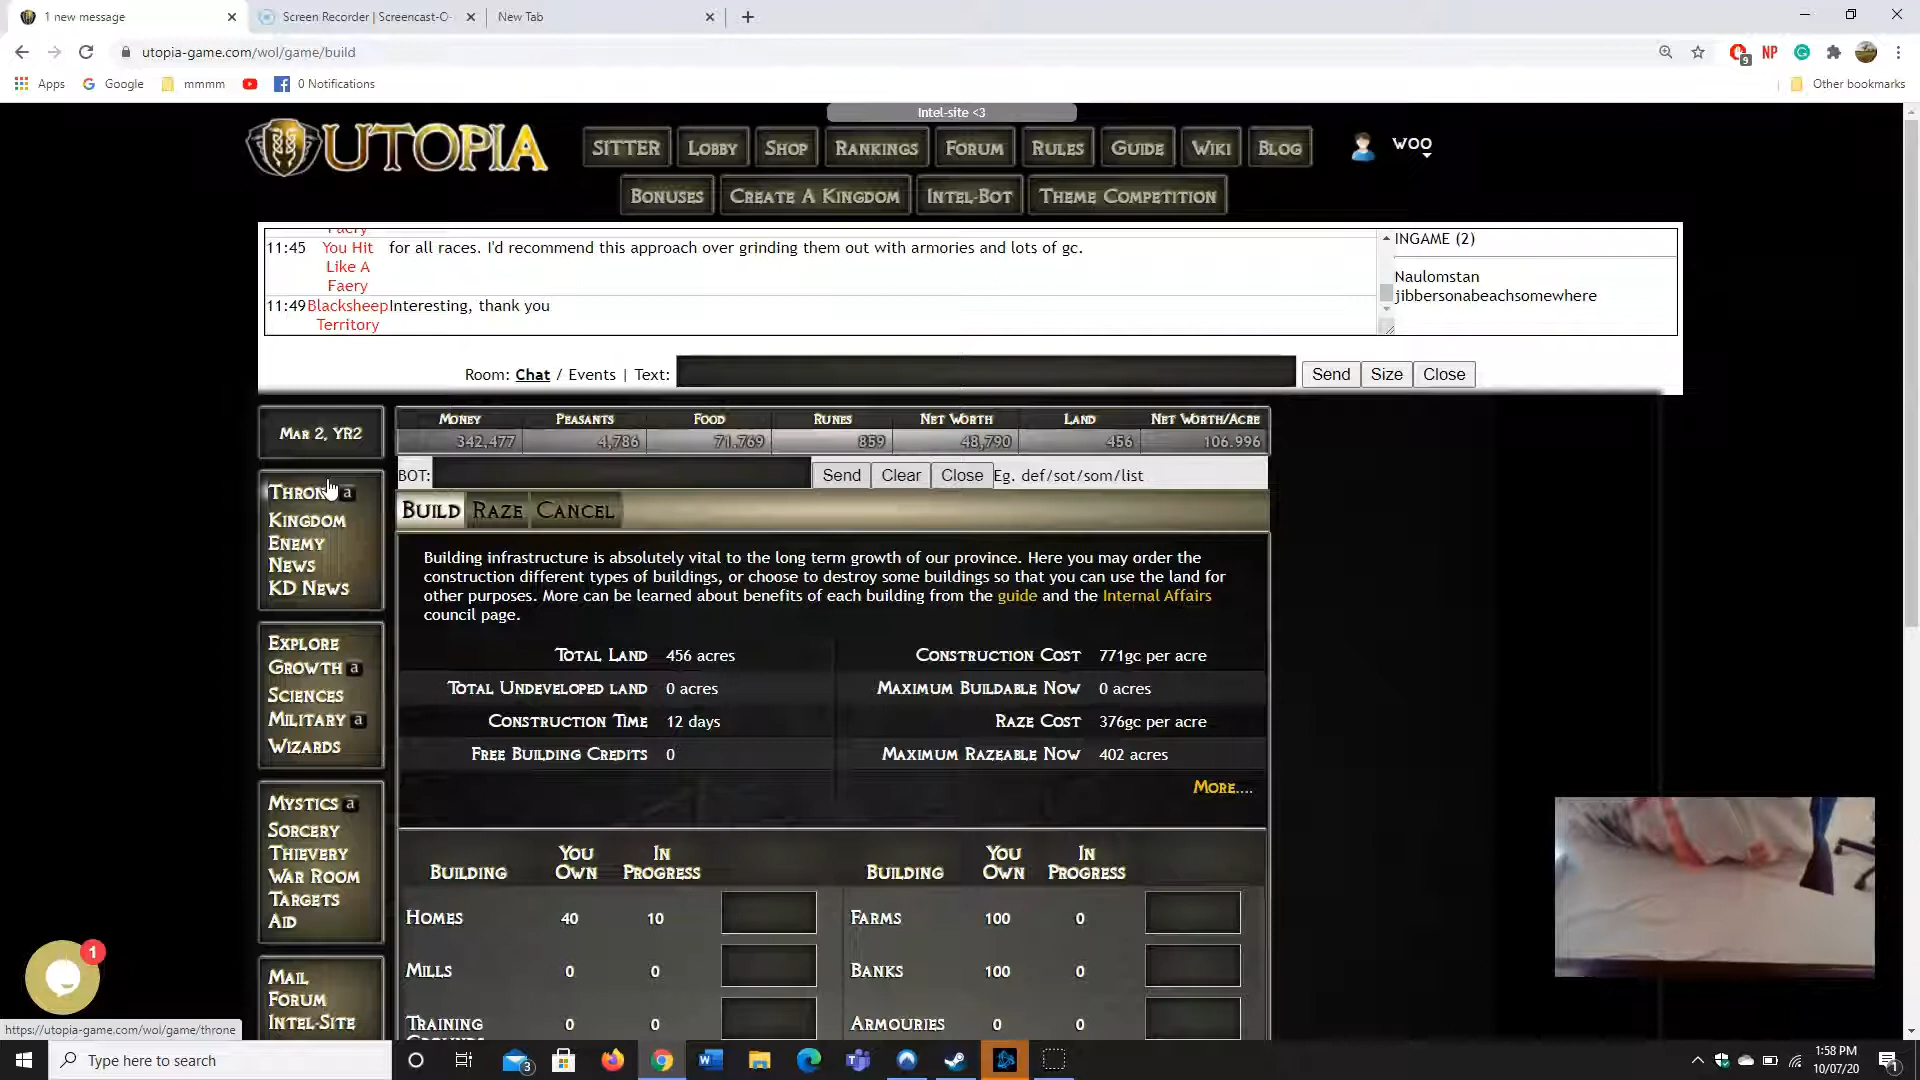 1 new message
Screen Recorder | Screencast-O-
New Tab
utopia-game.com/wol/game/build
9
NP
Apps
Google
mmmm
0 Notifications
Other bookmarks
Intel-site <3
UTOPIA
SITTER
LOBBY
SHOP
RANKINGS
FORUM
RULES
GUIDE
WIKI
BLOG
WOO
BONUSES
CREATE A KINGDOM
INTEL-BOT
THEME COMPETITION
Faery
11:45 You Hit Like A Faery for all races. I'd recommend this approach over grinding them out with armories and lots of gc.
11:49 Blacksheep Territory Interesting, thank you
INGAME (2)
Naulomstan
jibbersonabeachsomewhere
Room: Chat / Events | Text:
Send
Size
Close
MAR 2, YR2
MONEY PEASANTS FOOD RUNES NET WORTH LAND NET WORTH/ACRE
342,477 4,786 71,769 859 48,790 456 106.996
BOT:
Send
Clear
Close
Eg. def/sot/som/list
THRONE a
KINGDOM
ENEMY
NEWS
KD NEWS
EXPLORE
GROWTH a
SCIENCES
MILITARY a
WIZARDS
MYSTICS a
SORCERY
THIEVERY
WAR ROOM
TARGETS
AID
MAIL
FORUM
INTEL-SITE
BUILD RAZE CANCEL
Building infrastructure is absolutely vital to the long term growth of our province. Here you may order the
construction different types of buildings, or choose to destroy some buildings so that you can use the land for
other purposes. More can be learned about benefits of each building from the guide and the Internal Affairs
council page.
TOTAL LAND 456 acres CONSTRUCTION COST 771gc per acre
TOTAL UNDEVELOPED LAND 0 acres MAXIMUM BUILDABLE NOW 0 acres
CONSTRUCTION TIME 12 days RAZE COST 376gc per acre
FREE BUILDING CREDITS 0 MAXIMUM RAZEABLE NOW 402 acres
MORE....
BUILDING YOU OWN IN PROGRESS BUILDING YOU OWN IN PROGRESS
HOMES 40 10 FARMS 100 0
MILLS 0 0 BANKS 100 0
TRAINING GROUNDS 0 0 ARMOURIES 0 0
1
https://utopia-game.com/wol/game/throne
Type here to search
3
1:58 PM
10/07/20
1